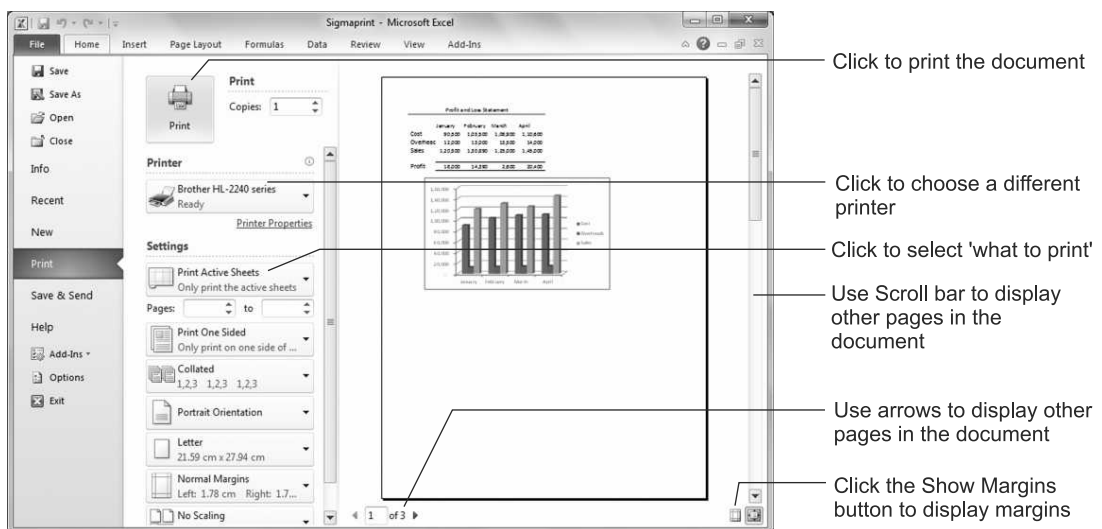 Sigmaprint - Microsoft Excel
File Home Insert Page Layout Formulas Data Review View Add-Ins
Save
Save As
Open
Close
Info
Recent
New
Print
Save & Send
Help
Add-Ins
Options
Exit
Print
Print
Copies: 1
Printer
Brother HL-2240 series
Ready
Printer Properties
Settings
Print Active Sheets
Only print the active sheets
Pages: to
Print One Sided
Only print on one side of ...
Collated
1,2,3 1,2,3 1,2,3
Portrait Orientation
Letter
21.59 cm x 27.94 cm
Normal Margins
Left: 1.78 cm Right: 1.7...
No Scaling
Profit and Loss Statement
January February March April
Cost
Overhead
Sales
Profit
January February March April
1 of 3
Click to print the document
Click to choose a different
printer
Click to select 'what to print'
Use Scroll bar to display
other pages in the
document
Use arrows to display other
pages in the document
Click the Show Margins
button to display margins